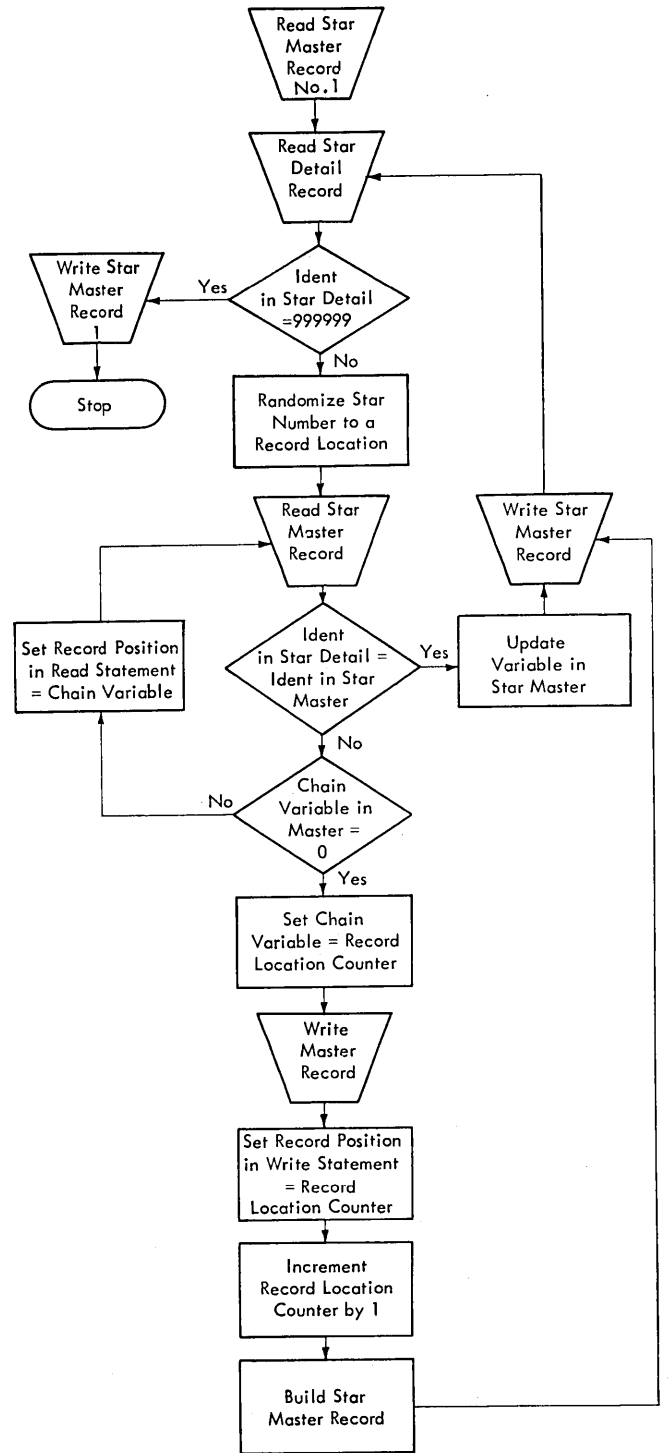 Read Star
Master
Record
No.1
Read Star
Detail
Record
Ident
in Star Detail
=999999
Yes
Write Star
Master
Record
1
Stop
No
Randomize Star
Number to a
Record Location
Read Star
Master
Record
Write Star
Master
Record
Set Record Position
in Read Statement
= Chain Variable
Ident
in Star Detail =
Ident in Star
Master
Yes
Update
Variable in
Star Master
No
Chain
Variable in
Master =
0
No
Yes
Set Chain
Variable = Record
Location Counter
Write
Master
Record
Set Record Position
in Write Statement
= Record
Location Counter
Increment
Record Location
Counter by 1
Build Star
Master Record